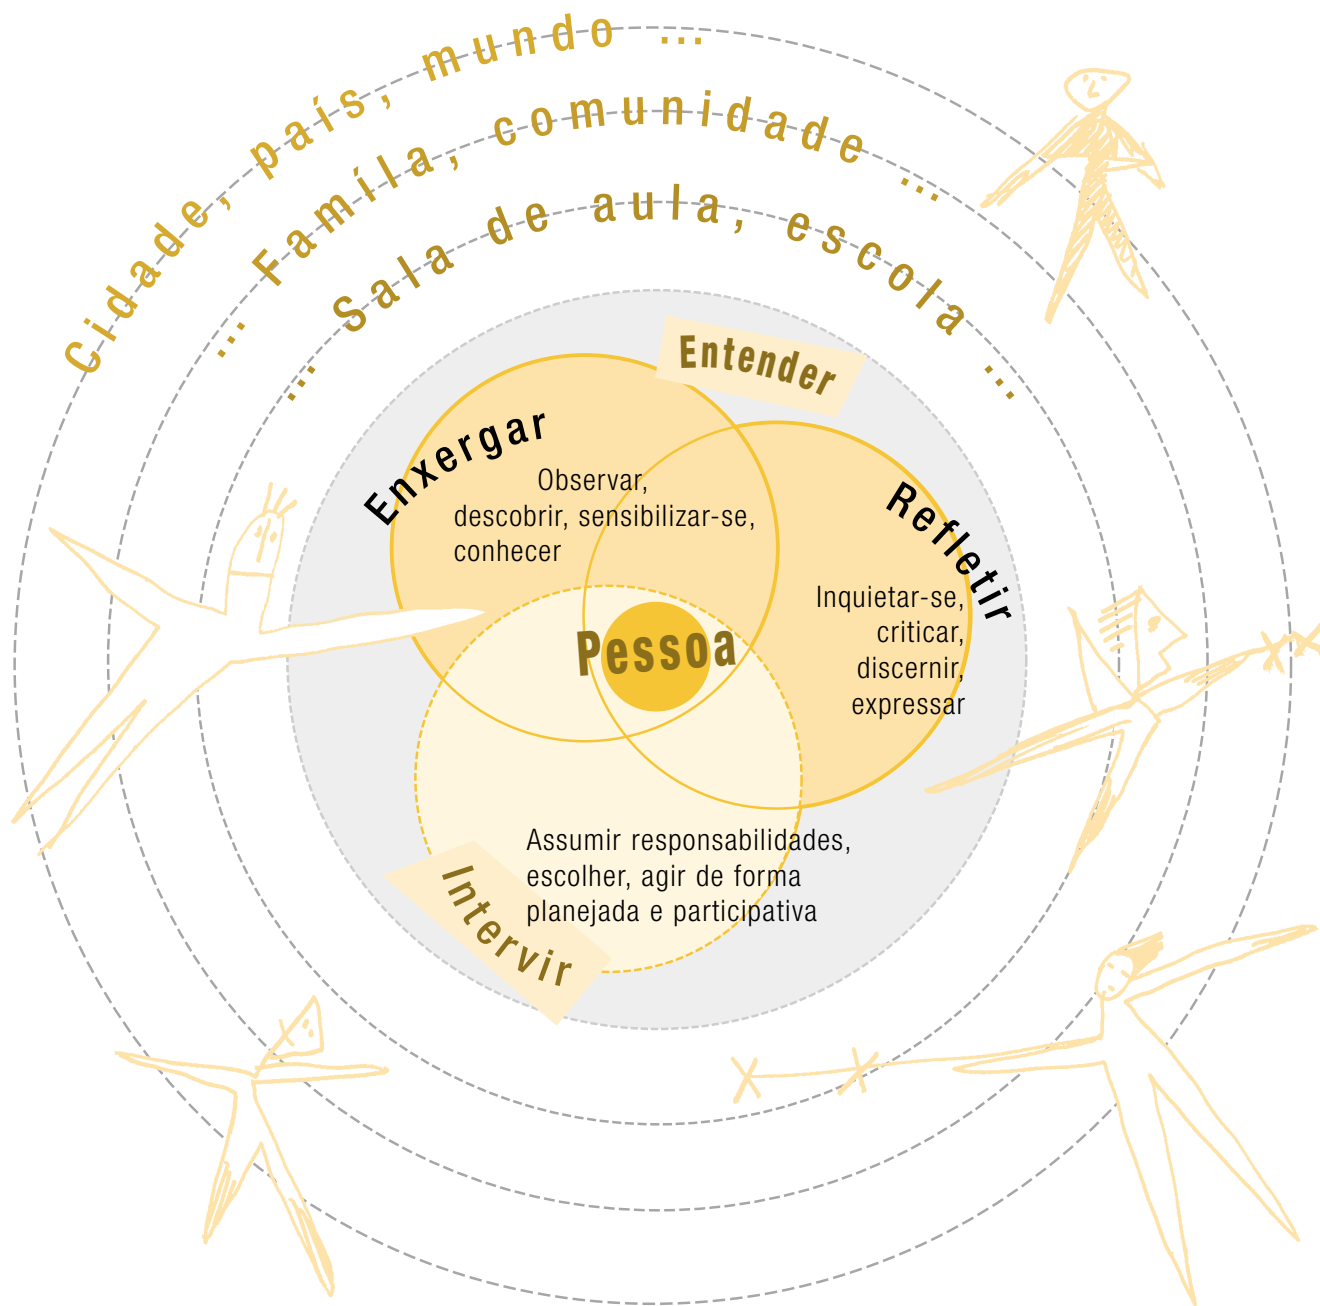 Cidade, país, mundo ...
... Famíla, comunidade ...
... Sala de aula, escola ...
Entender
Enxergar
Observar,
descobrir, sensibilizar-se,
conhecer
Refletir
Inquietar-se,
criticar,
discernir,
expressar
Pessoa
Assumir responsabilidades,
escolher, agir de forma
planejada e participativa
Intervir